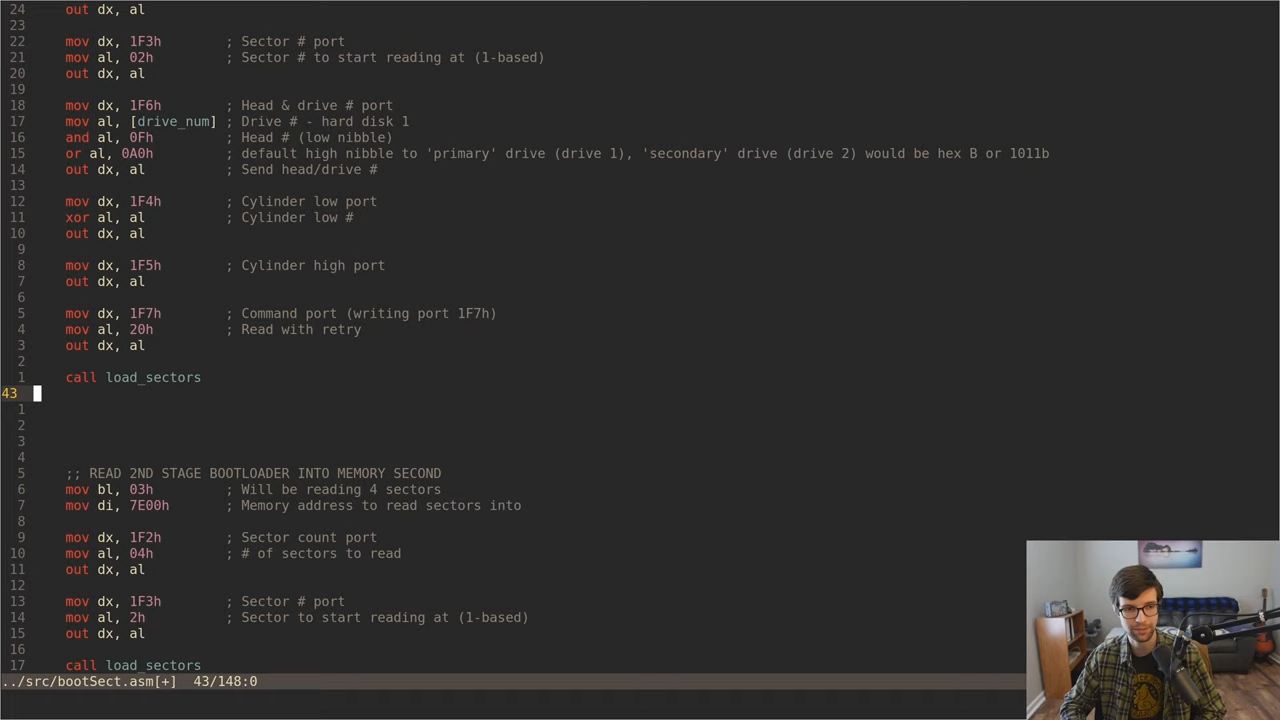 24 out dx, al
23
22 mov dx, 1F3h ; Sector # port
21 mov al, 02h ; Sector # to start reading at (1-based)
20 out dx, al
19
18 mov dx, 1F6h ; Head & drive # port
17 mov al, [drive_num] ; Drive # - hard disk 1
16 and al, 0Fh ; Head # (low nibble)
15 or al, 0A0h ; default high nibble to 'primary' drive (drive 1), 'secondary' drive (drive 2) would be hex B or 1011b
14 out dx, al ; Send head/drive #
13
12 mov dx, 1F4h ; Cylinder low port
11 xor al, al ; Cylinder low #
10 out dx, al
9
8 mov dx, 1F5h ; Cylinder high port
7 out dx, al
6
5 mov dx, 1F7h ; Command port (writing port 1F7h)
4 mov al, 20h ; Read with retry
3 out dx, al
2
1 call load_sectors
43
1
2
3
4
5 ;; READ 2ND STAGE BOOTLOADER INTO MEMORY SECOND
6 mov bl, 03h ; Will be reading 4 sectors
7 mov di, 7E00h ; Memory address to read sectors into
8
9 mov dx, 1F2h ; Sector count port
10 mov al, 04h ; # of sectors to read
11 out dx, al
12
13 mov dx, 1F3h ; Sector # port
14 mov al, 2h ; Sector to start reading at (1-based)
15 out dx, al
16
17 call load_sectors
../src/bootSect.asm[+] 43/148:0